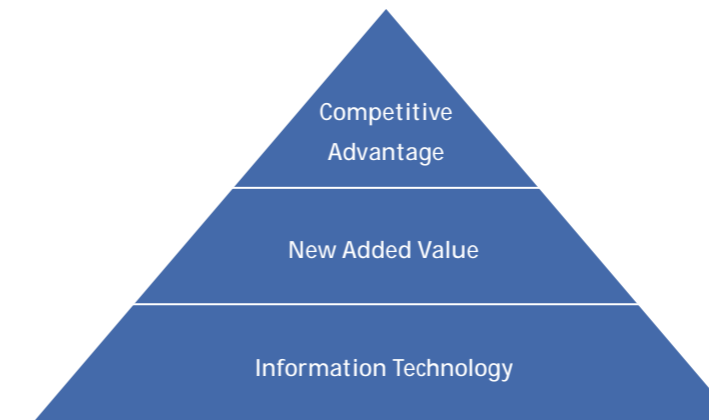 Competitive
Advantage
New Added Value
Information Technology